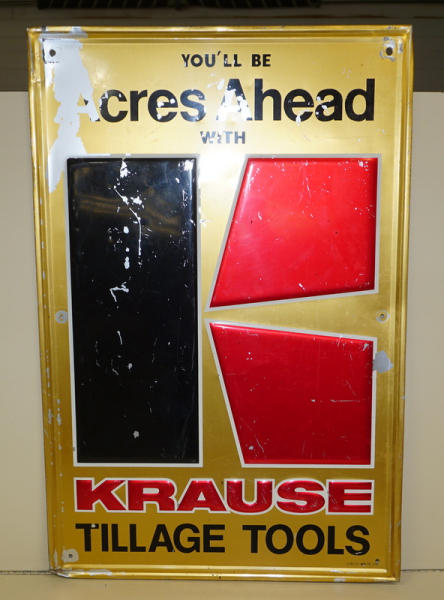 YOU'LL BE
Acres Ahead
WITH
KRAUSE
TILLAGE TOOLS